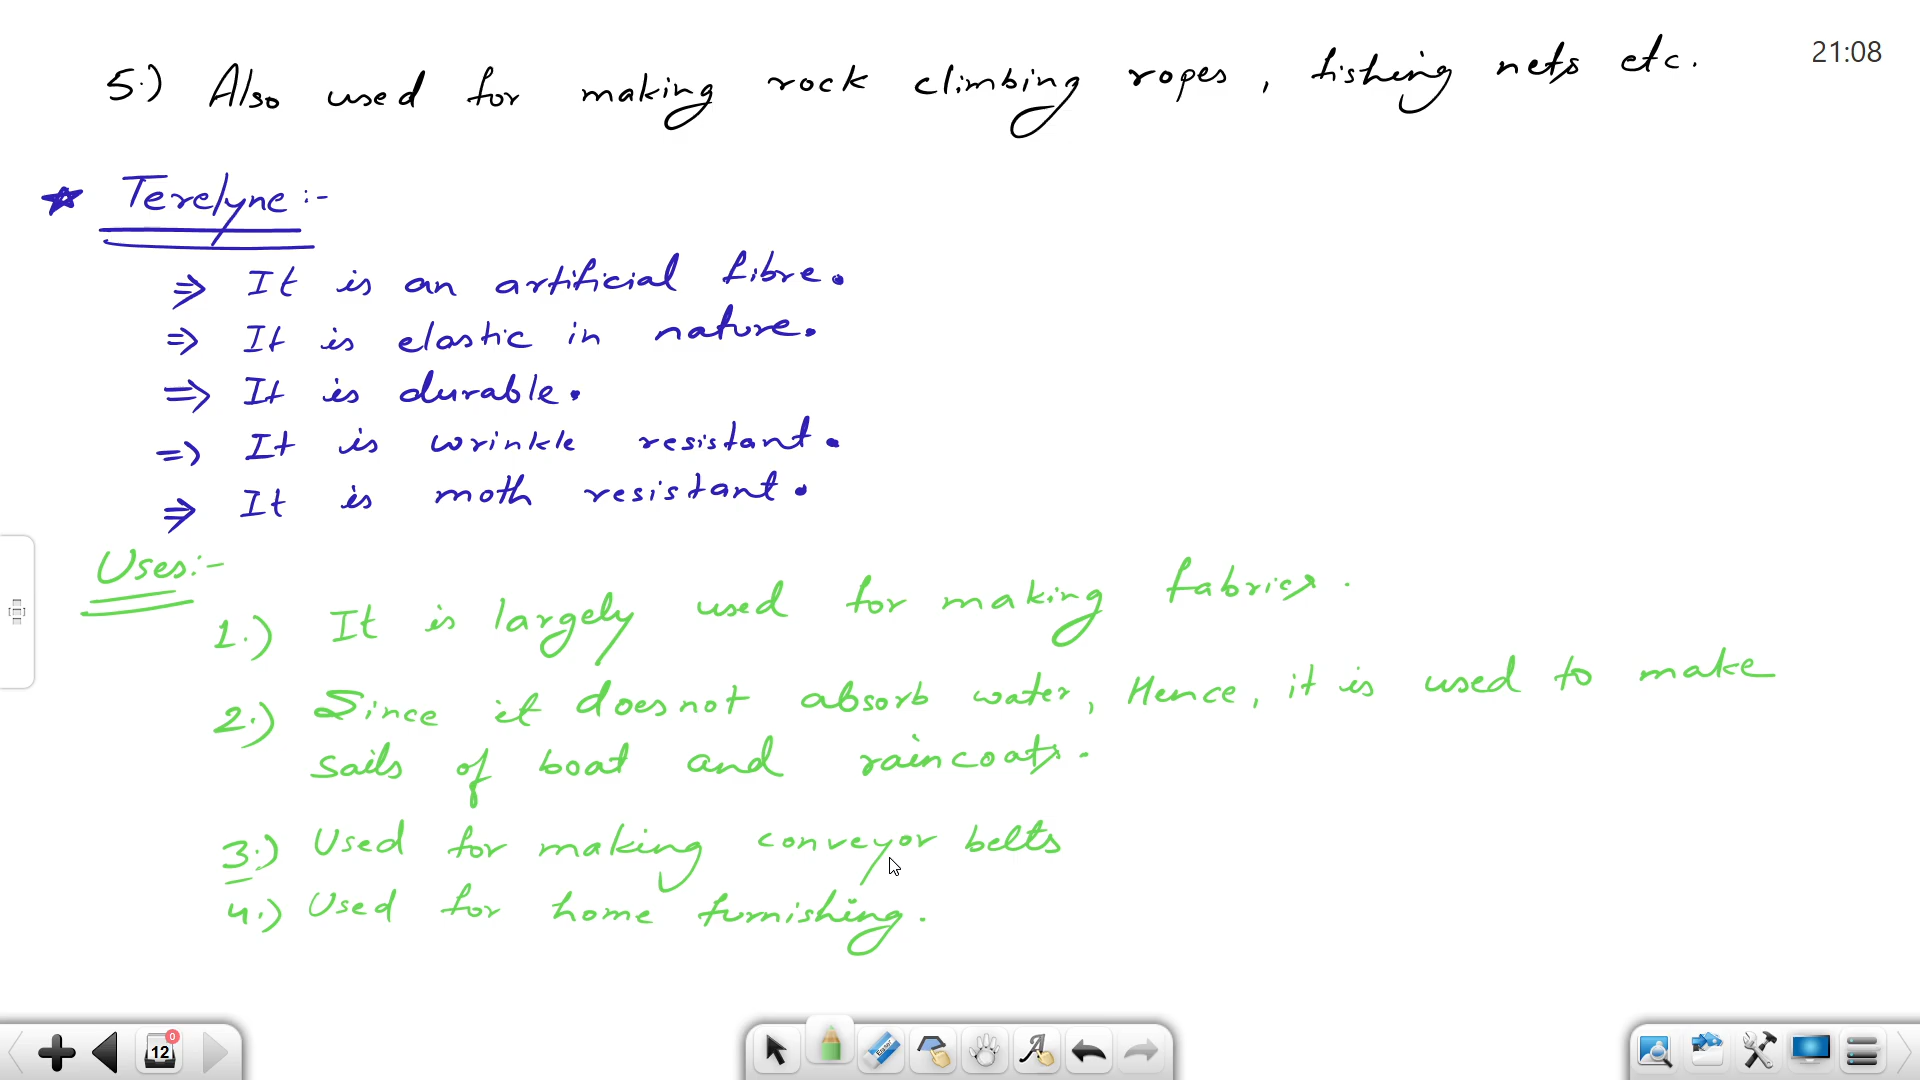 21:08
5.) Also used for making rock climbing ropes, fishing nets etc.
Terelyne:-
⇒ It is an artificial fibre.
⇒ It is elastic in nature.
⇒ It is durable.
⇒ It is wrinkle resistant.
⇒ It is moth resistant.
Uses:-
1.) It is largely used for making fabrics.
2.) Since it doesnot absorb water, Hence, it is used to make
sails of boat and raincoats.
3.) Used for making conveyor belts
4.) Used for home furnishing.
0
12
Eraser
A